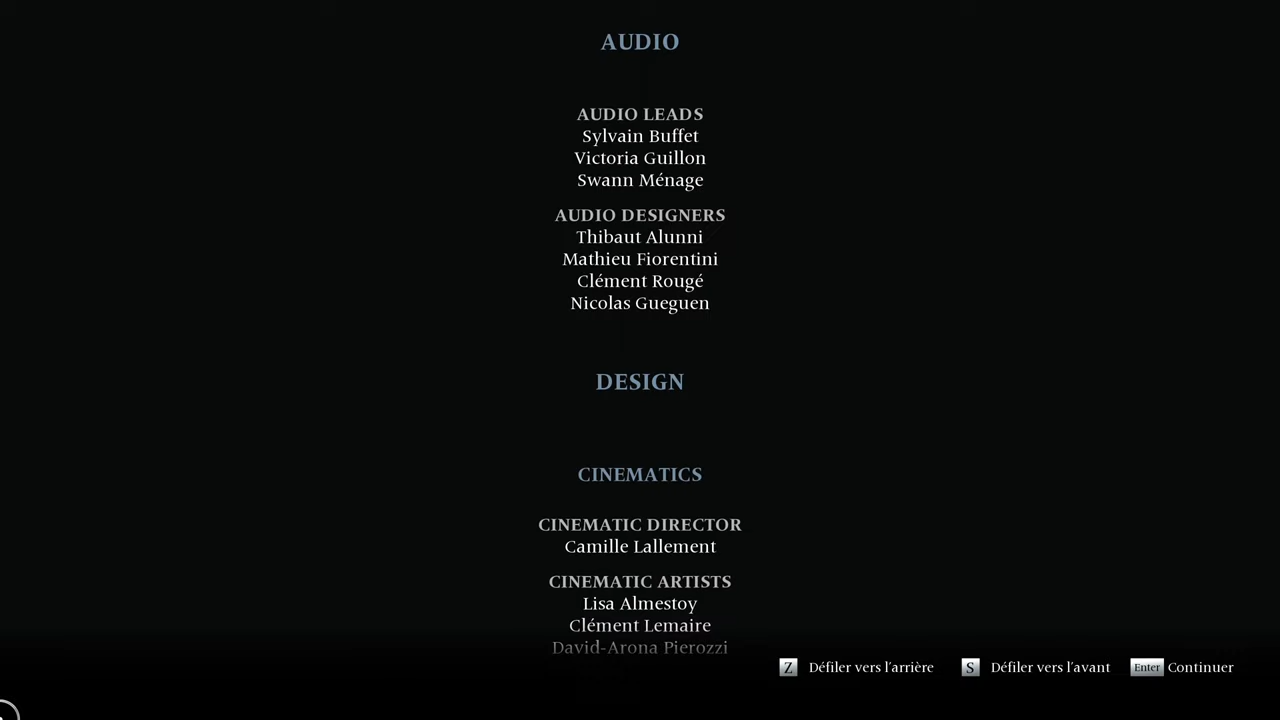 AUDIO
AUDIO LEADS
Sylvain Buffet
Victoria Guillon
Swann Ménage
AUDIO DESIGNERS
Thibaut Alunni
Mathieu Fiorentini
Clément Rougé
Nicolas Gueguen
DESIGN
CINEMATICS
CINEMATIC DIRECTOR
Camille Lallement
CINEMATIC ARTISTS
Lisa Almestoy
Clément Lemaire
David-Arona Pierozzi
Z Défiler vers l'arrière S Défiler vers l'avant Enter Continuer